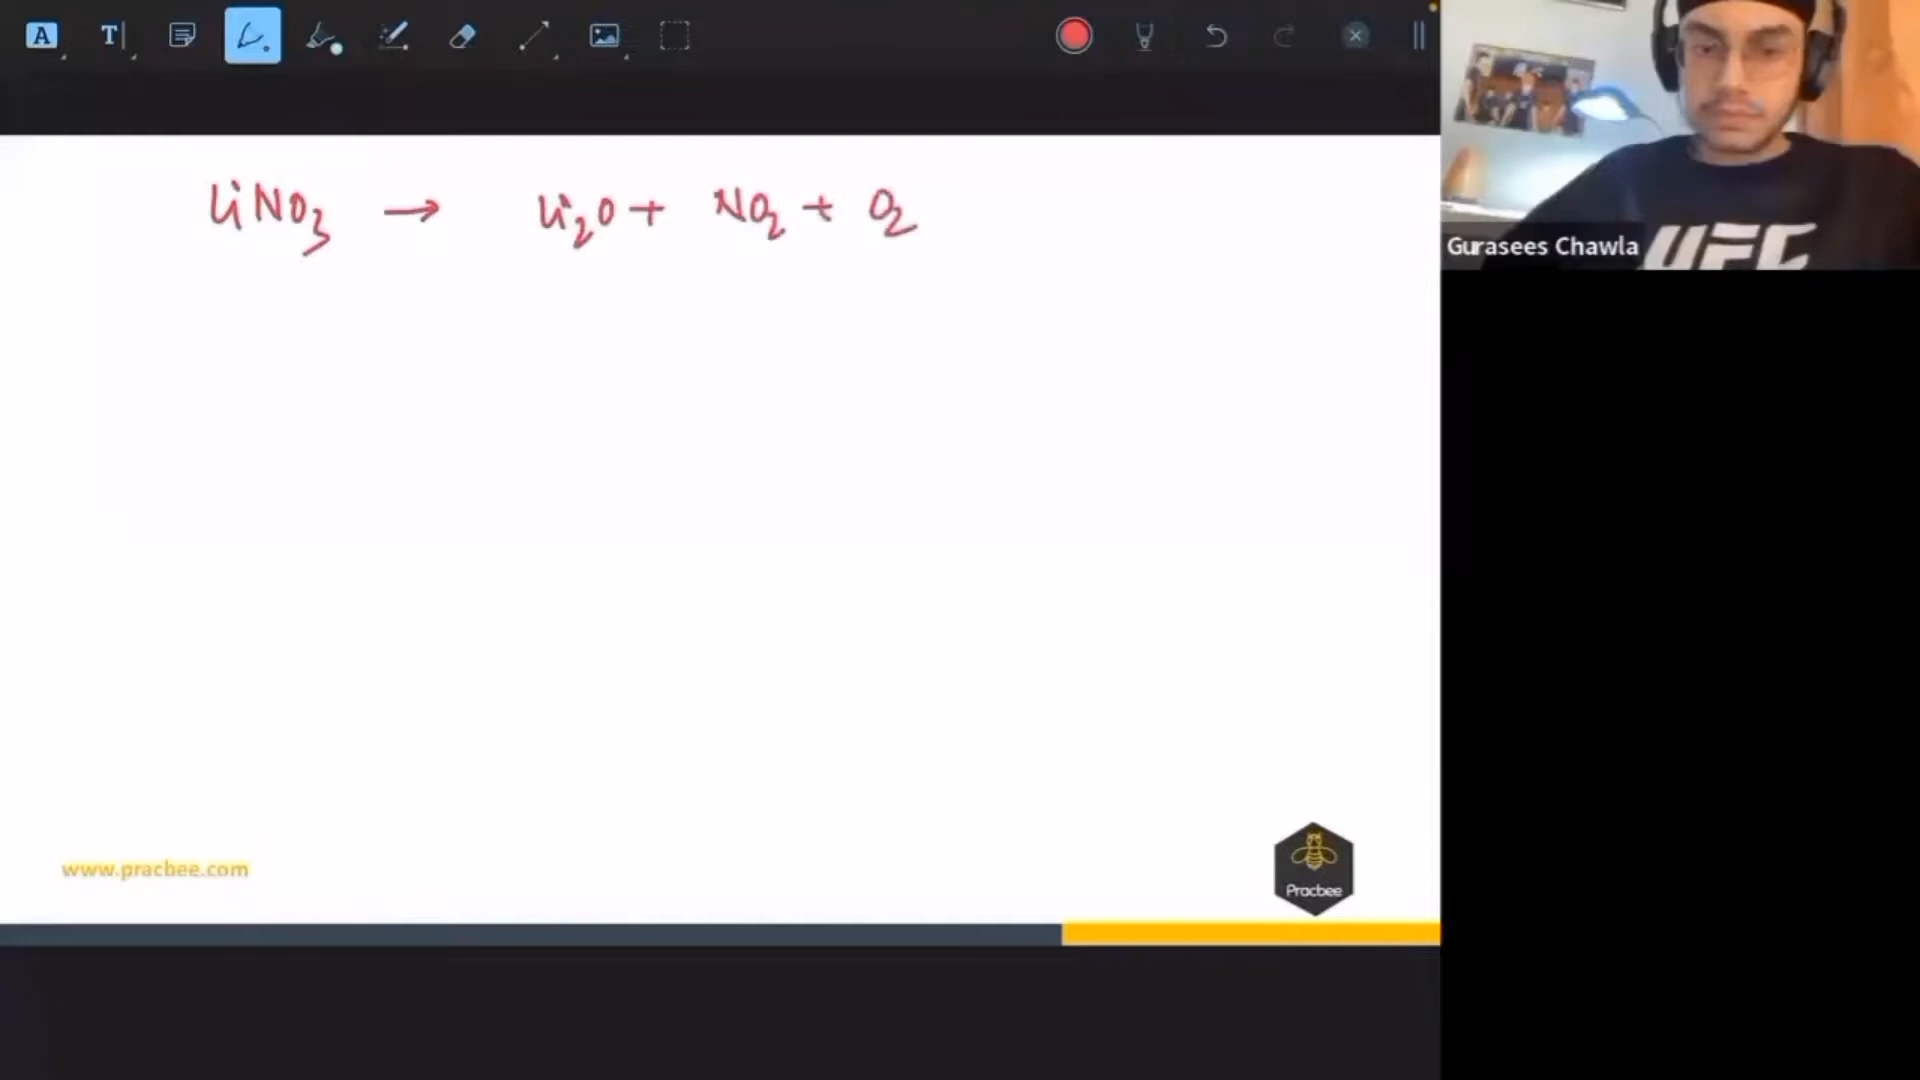 A T
LiNO3 → Li2O + NO2 + O2
Gurasees Chawla
UFC
www.pracbee.com
Pracbee